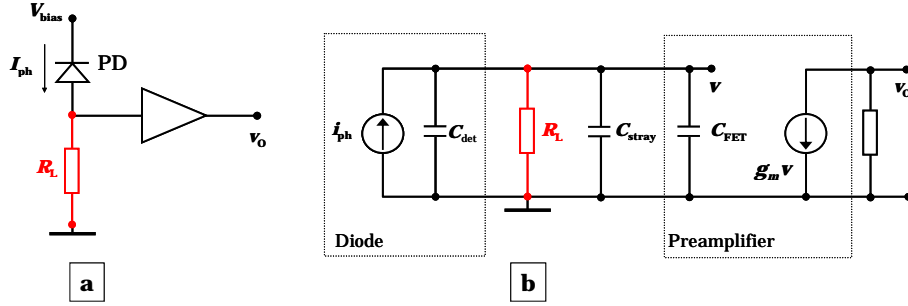 V_bias
I_ph
PD
R_L
v_O
a
i_ph
C_det
R_L
C_stray
C_FET
v
g_m v
v_O
Diode
Preamplifier
b